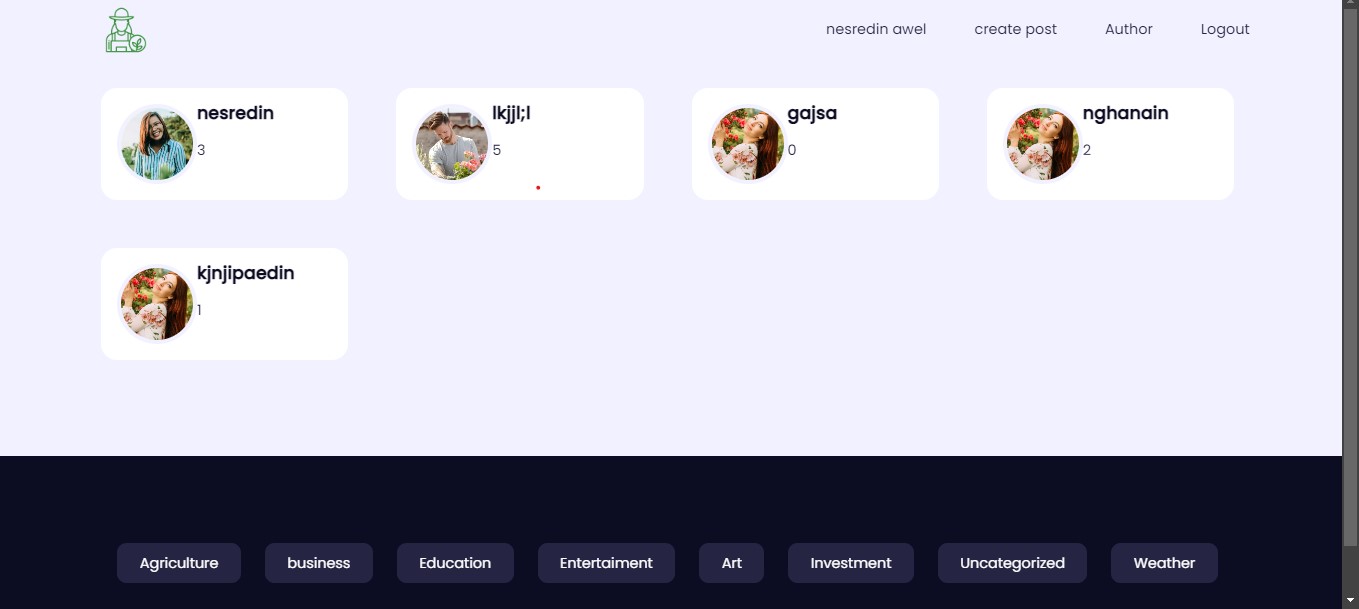 nesredin awel create post Author Logout
nesredin
3
lkjjl;l
5
gajsa
0
nghanain
2
kjnjipaedin
1
Agriculture business Education Entertaiment Art Investment Uncategorized Weather